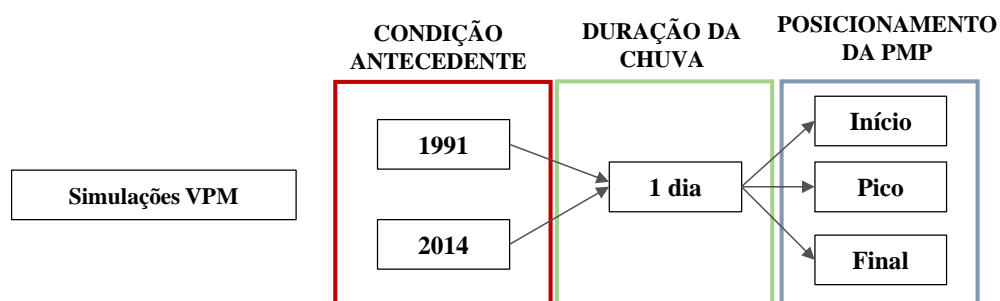 CONDIÇÃO
ANTECEDENTE
DURAÇÃO DA
CHUVA
POSICIONAMENTO
DA PMP
Simulações VPM
1991
2014
1 dia
Início
Pico
Final